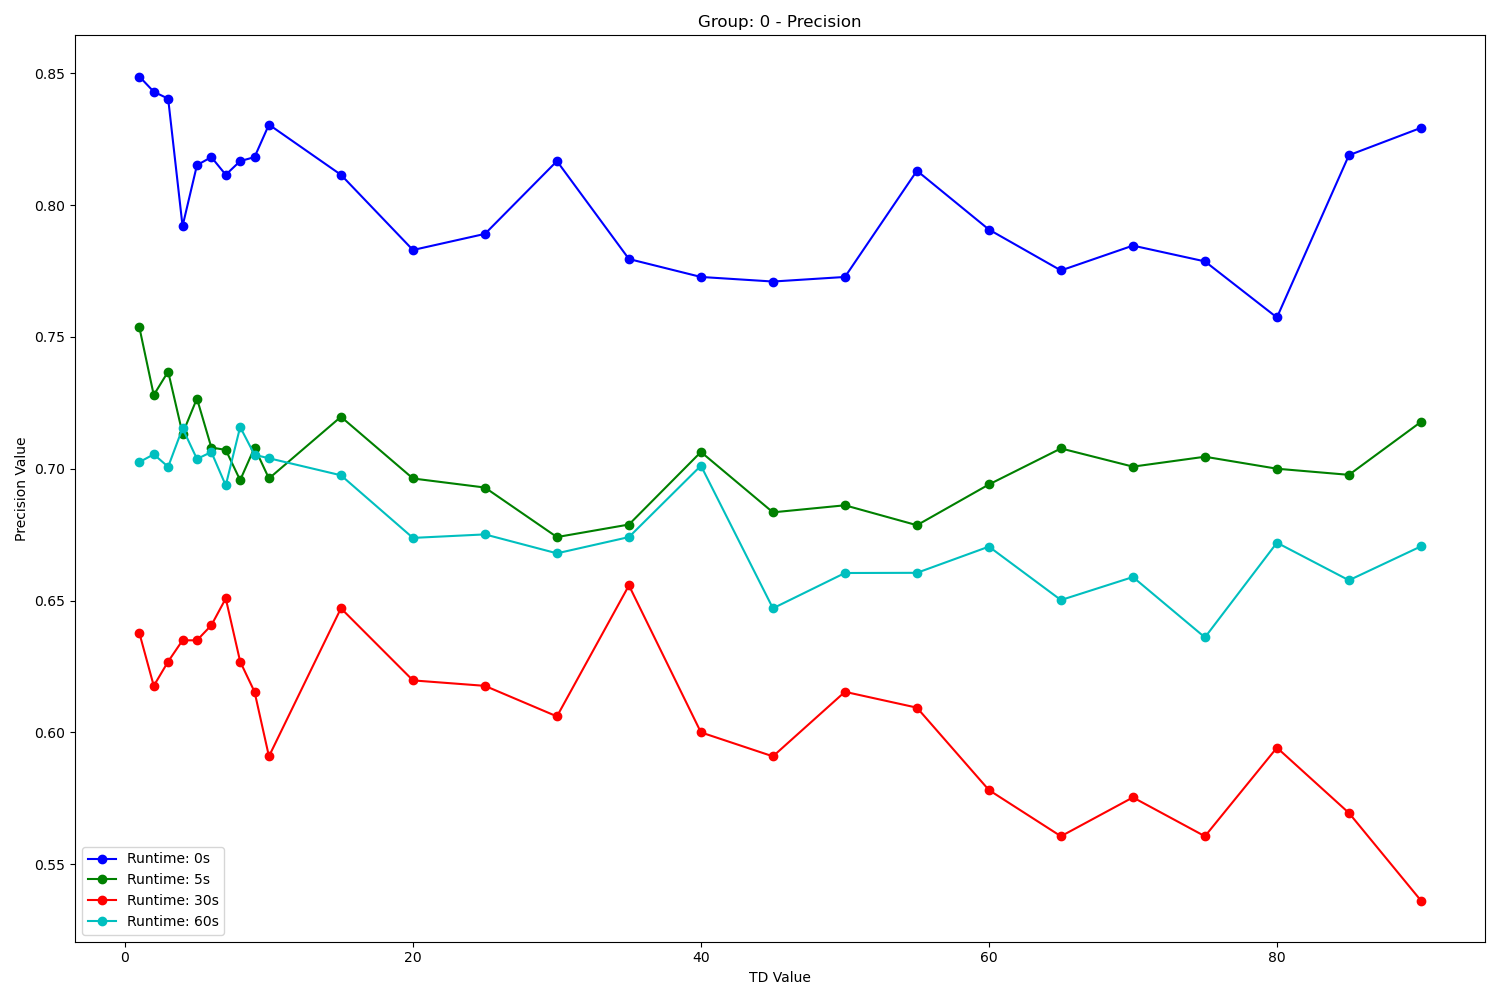 Group: 0 - Precision
Precision Value
0.85
0.80
0.75
0.70
0.65
0.60
0.55
Runtime: 0s
Runtime: 5s
Runtime: 30s
Runtime: 60s
0 20 40 60 80
TD Value